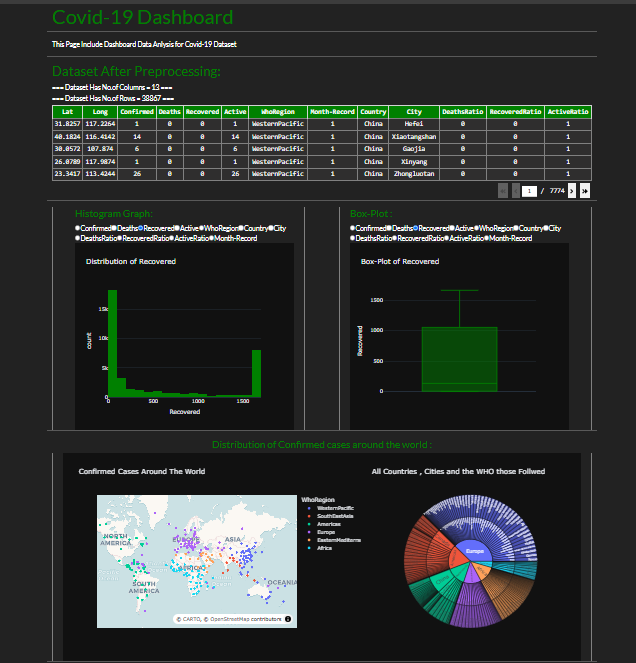 Covid-19 Dashboard
This Page Include Dashboard Data Anlysis for Covid-19 Dataset
Dataset After Preprocessing:
=== Dataset Has No.of Columns = 13 ===
=== Dataset Has No.of Rows = 38867 ===
Lat Long Confirmed Deaths Recovered Active WhoRegion Month-Record Country City DeathsRatio RecoveredRatio ActiveRatio
31.8257 117.2264 1 0 0 1 WesternPacific 1 China Hefei 0 0 1
40.1824 116.4142 14 0 0 14 WesternPacific 1 China Xiaotangshan 0 0 1
30.0572 107.874 6 0 0 6 WesternPacific 1 China Gaojia 0 0 1
26.0789 117.9874 1 0 0 1 WesternPacific 1 China Xinyang 0 0 1
23.3417 113.4244 26 0 0 26 WesternPacific 1 China Zhongluotan 0 0 1
1 / 7774
Histogram Graph:
Confirmed Deaths Recovered Active WhoRegion Country City
DeathsRatio RecoveredRatio ActiveRatio Month-Record
Distribution of Recovered
15k
10k
5k
0
count
0 500 1000 1500
Recovered
Box-Plot :
Confirmed Deaths Recovered Active WhoRegion Country City
DeathsRatio RecoveredRatio ActiveRatio Month-Record
Box-Plot of Recovered
1500
1000
500
0
Recovered
Distribution of Confirmed cases around the world :
Confirmed Cases Around The World
NORTH
AMERICA
EUROPE
ASIA
AFRICA
SOUTH
AMERICA
OCEANIA
© CARTO, © OpenStreetMap contributors
WhoRegion
WesternPacific
SouthEastAsia
Americas
Europe
EasternMediterra
Africa
All Countries , Cities and the WHO those Follwed
Europe